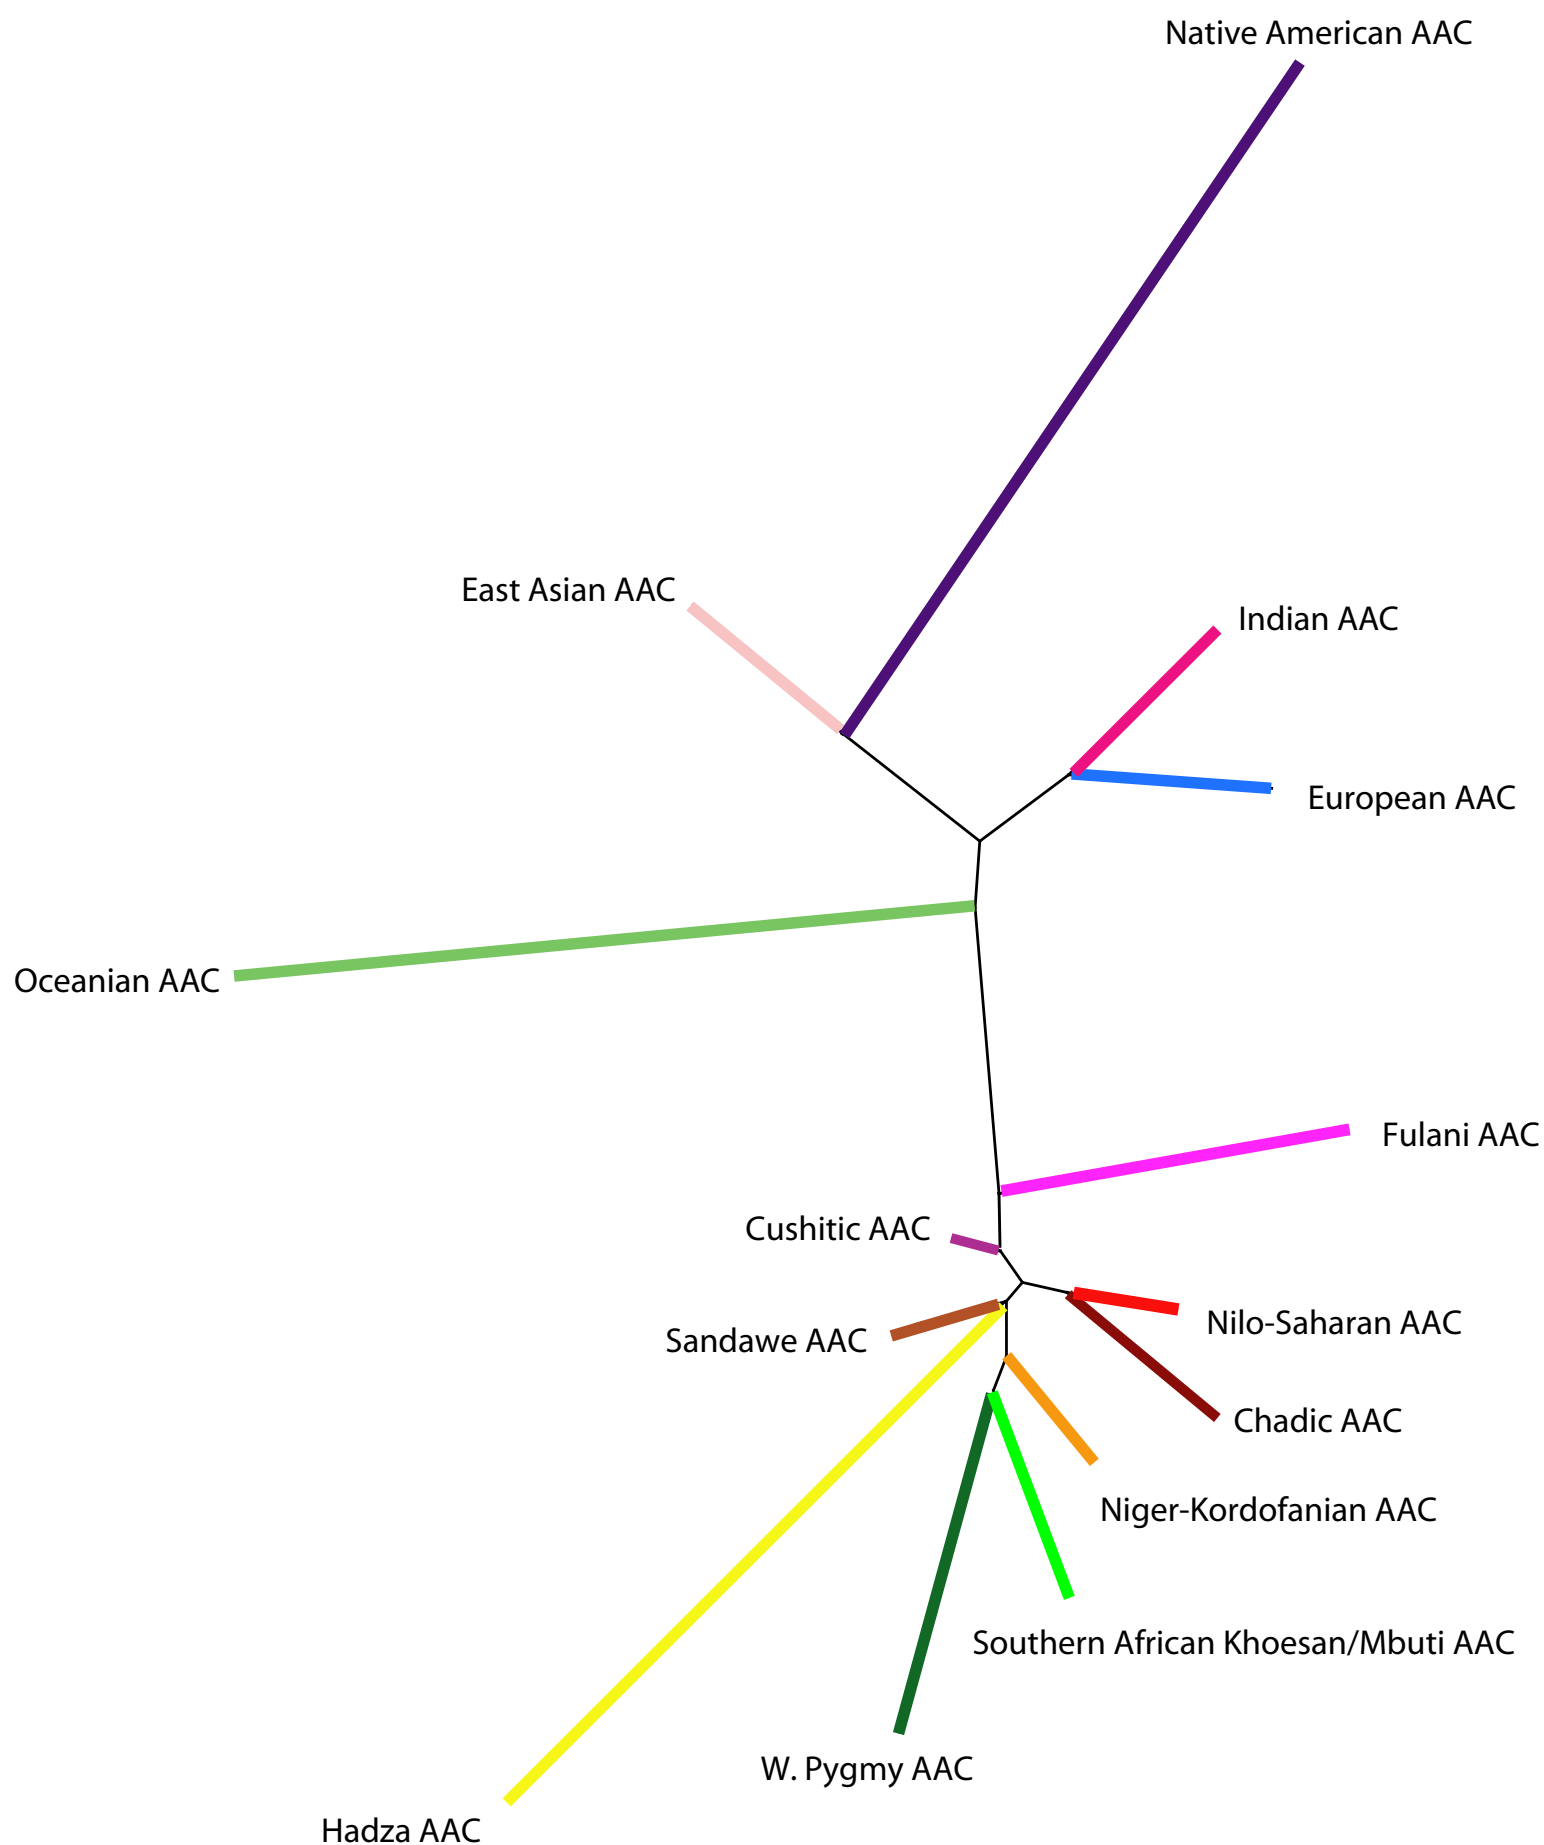 Native American AAC
East Asian AAC
Indian AAC
European AAC
Oceanian AAC
Fulani AAC
Cushitic AAC
Nilo-Saharan AAC
Sandawe AAC
Chadic AAC
Niger-Kordofanian AAC
Southern African Khoesan/Mbuti AAC
W. Pygmy AAC
Hadza AAC